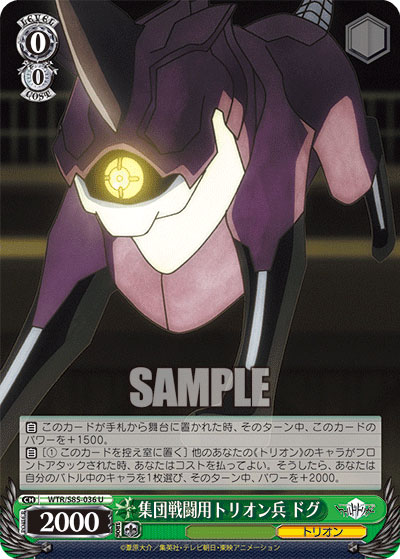 LEVEL
0
0
COST
SAMPLE
自 このカードが手札から舞台に置かれた時、そのターン中、このカードの
パワーを+1500。
自 [① このカードを控え室に置く] 他のあなたの《トリオン》のキャラがフロ
ントアタックされた時、あなたはコストを払ってよい。そうしたら、あなたは
自分のバトル中のキャラを1枚選び、そのターン中、パワーを+2000。
CH WTR/S85-036 U
POWER
2000
集団戦闘用トリオン兵 ドグ
トリオン
©葦原大介/集英社・テレビ朝日・東映アニメーション